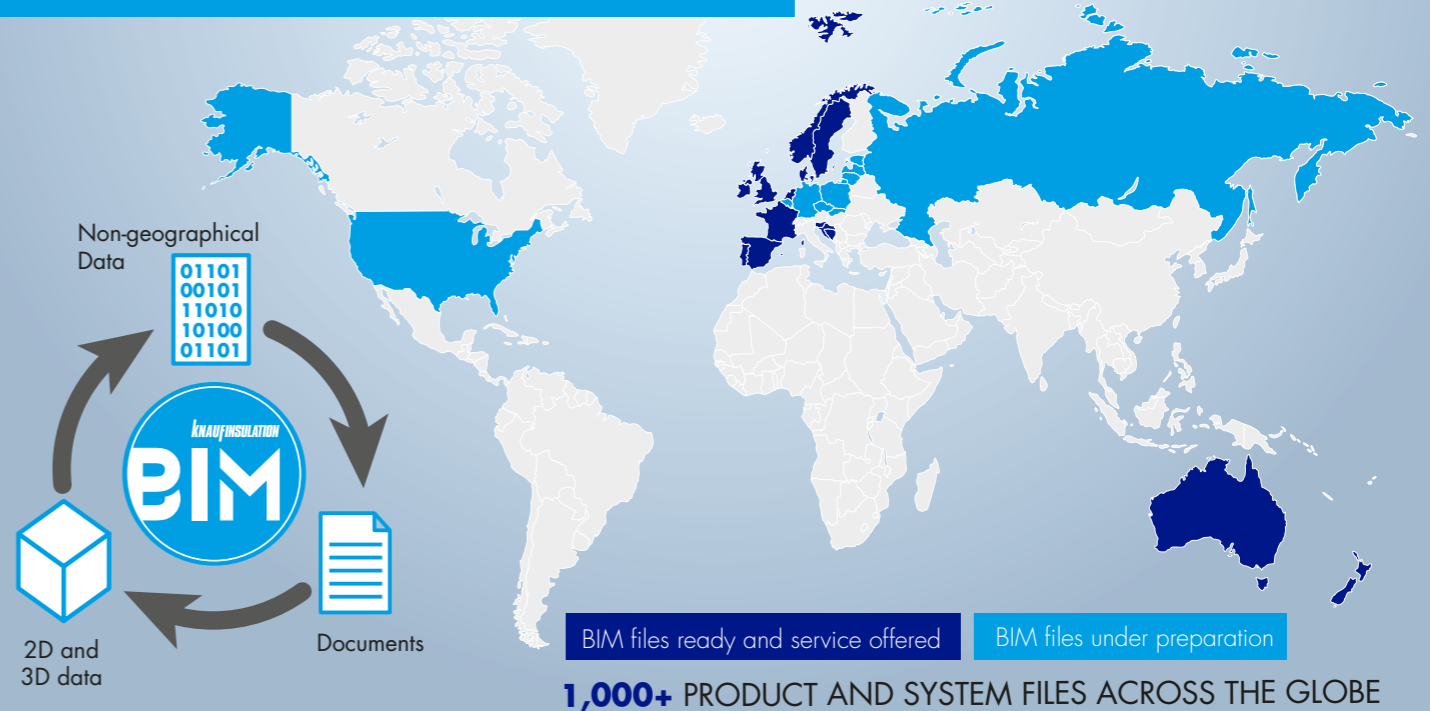 Non-geographical
Data
01101
00101
11010
10100
01101
KNAUFINSULATION
BIM
2D and
3D data
Documents
BIM files ready and service offered
BIM files under preparation
1,000+ PRODUCT AND SYSTEM FILES ACROSS THE GLOBE